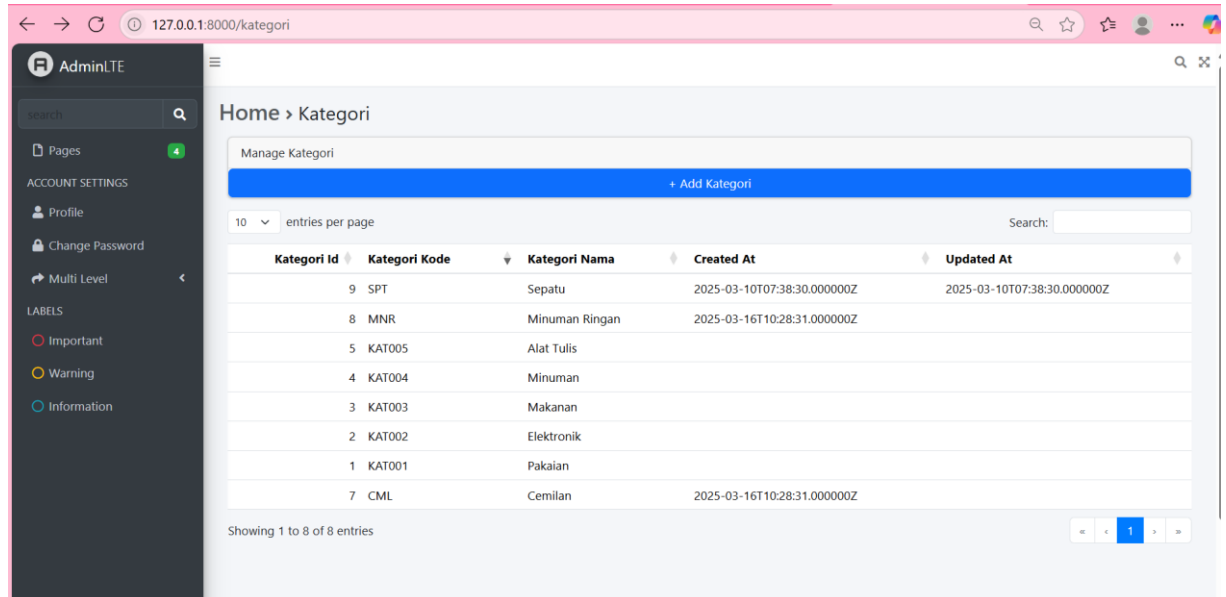 127.0.0.1:8000/kategori
AdminLTE
search
Pages 4
ACCOUNT SETTINGS
Profile
Change Password
Multi Level
LABELS
Important
Warning
Information
Home › Kategori
Manage Kategori
+ Add Kategori
10 entries per page Search:
Kategori Id Kategori Kode Kategori Nama Created At Updated At
9 SPT Sepatu 2025-03-10T07:38:30.000000Z 2025-03-10T07:38:30.000000Z
8 MNR Minuman Ringan 2025-03-16T10:28:31.000000Z
5 KAT005 Alat Tulis
4 KAT004 Minuman
3 KAT003 Makanan
2 KAT002 Elektronik
1 KAT001 Pakaian
7 CML Cemilan 2025-03-16T10:28:31.000000Z
Showing 1 to 8 of 8 entries « ‹ 1 › »